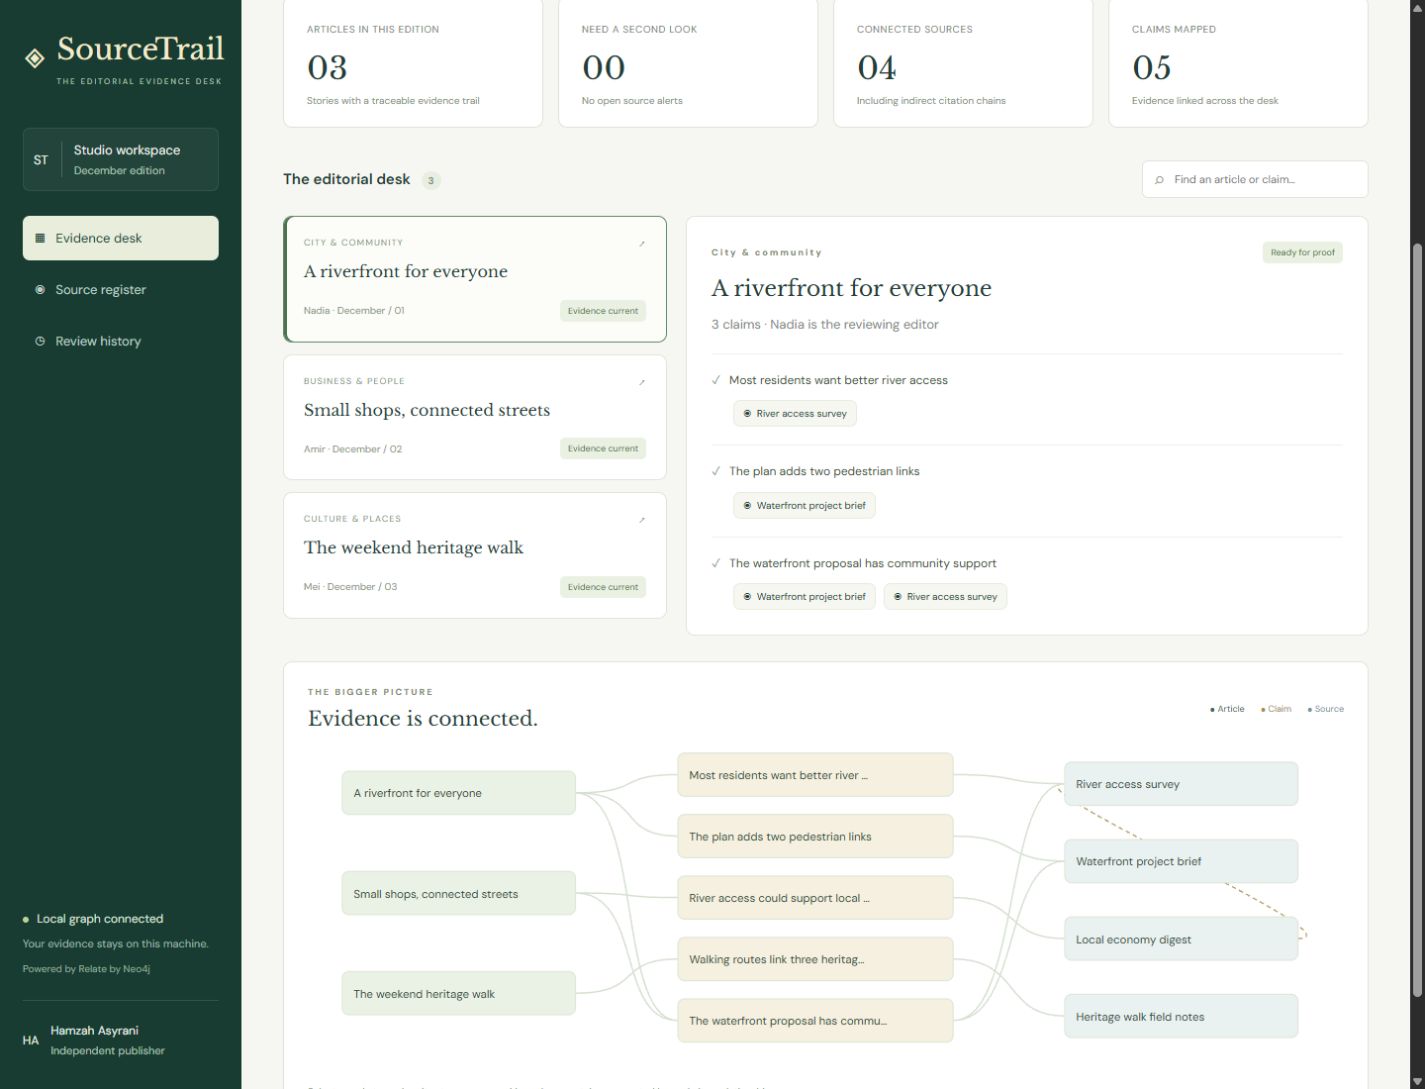 SourceTrail
THE EDITORIAL EVIDENCE DESK
ST
Studio workspace
December edition
Evidence desk
Source register
Review history
Local graph connected
Your evidence stays on this machine.
Powered by Relate by Neo4j
HA
Hamzah Asyrani
Independent publisher
ARTICLES IN THIS EDITION
03
Stories with a traceable evidence trail
NEED A SECOND LOOK
00
No open source alerts
CONNECTED SOURCES
04
Including indirect citation chains
CLAIMS MAPPED
05
Evidence linked across the desk
The editorial desk 3
Find an article or claim...
CITY & COMMUNITY
A riverfront for everyone
Nadia · December / 01
Evidence current
BUSINESS & PEOPLE
Small shops, connected streets
Amir · December / 02
Evidence current
CULTURE & PLACES
The weekend heritage walk
Mei · December / 03
Evidence current
City & community
Ready for proof
A riverfront for everyone
3 claims · Nadia is the reviewing editor
Most residents want better river access
River access survey
The plan adds two pedestrian links
Waterfront project brief
The waterfront proposal has community support
Waterfront project brief
River access survey
THE BIGGER PICTURE
Evidence is connected.
Article
Claim
Source
A riverfront for everyone
Small shops, connected streets
The weekend heritage walk
Most residents want better river ...
The plan adds two pedestrian links
River access could support local ...
Walking routes link three heritag...
The waterfront proposal has commu...
River access survey
Waterfront project brief
Local economy digest
Heritage walk field notes